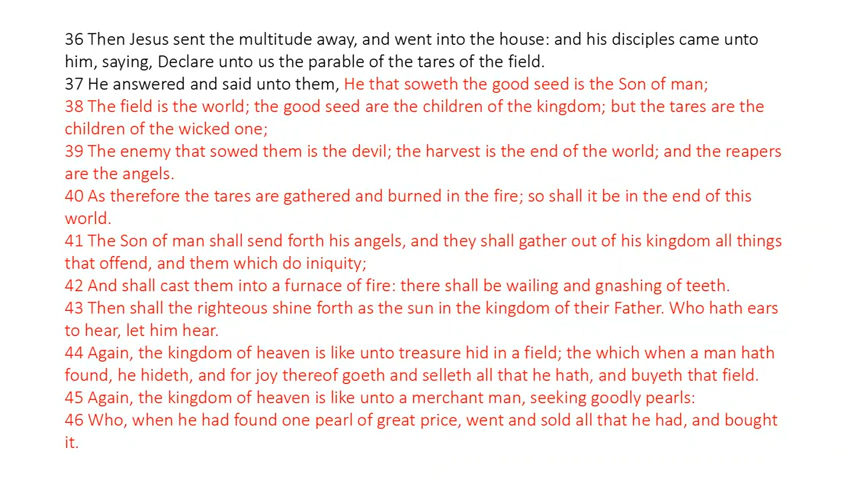 36 Then Jesus sent the multitude away, and went into the house: and his disciples came unto
him, saying, Declare unto us the parable of the tares of the field.
37 He answered and said unto them, He that soweth the good seed is the Son of man;
38 The field is the world; the good seed are the children of the kingdom; but the tares are the
children of the wicked one;
39 The enemy that sowed them is the devil; the harvest is the end of the world; and the reapers
are the angels.
40 As therefore the tares are gathered and burned in the fire; so shall it be in the end of this
world.
41 The Son of man shall send forth his angels, and they shall gather out of his kingdom all things
that offend, and them which do iniquity;
42 And shall cast them into a furnace of fire: there shall be wailing and gnashing of teeth.
43 Then shall the righteous shine forth as the sun in the kingdom of their Father. Who hath ears
to hear, let him hear.
44 Again, the kingdom of heaven is like unto treasure hid in a field; the which when a man hath
found, he hideth, and for joy thereof goeth and selleth all that he hath, and buyeth that field.
45 Again, the kingdom of heaven is like unto a merchant man, seeking goodly pearls:
46 Who, when he had found one pearl of great price, went and sold all that he had, and bought
it.